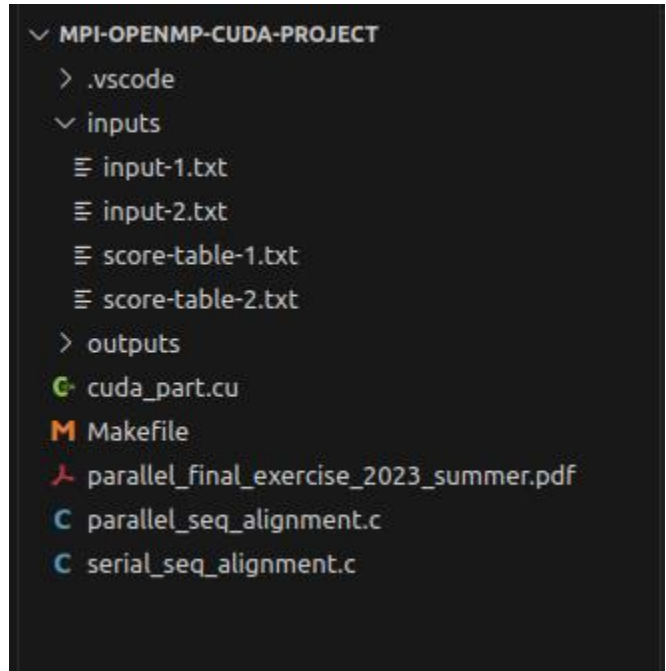 MPI-OPENMP-CUDA-PROJECT
.vscode
inputs
input-1.txt
input-2.txt
score-table-1.txt
score-table-2.txt
outputs
cuda_part.cu
M Makefile
parallel_final_exercise_2023_summer.pdf
C parallel_seq_alignment.c
C serial_seq_alignment.c